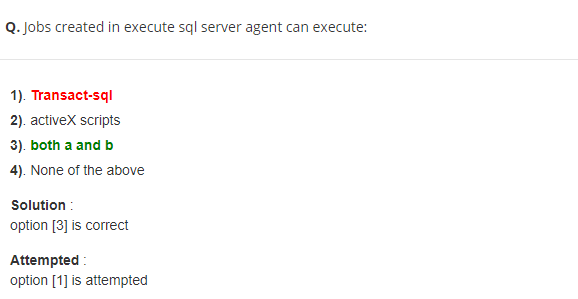 Q. Jobs created in execute sql server agent can execute:
1). Transact-sql
2). activeX scripts
3). both a and b
4). None of the above
Solution :
option [3] is correct
Attempted :
option [1] is attempted